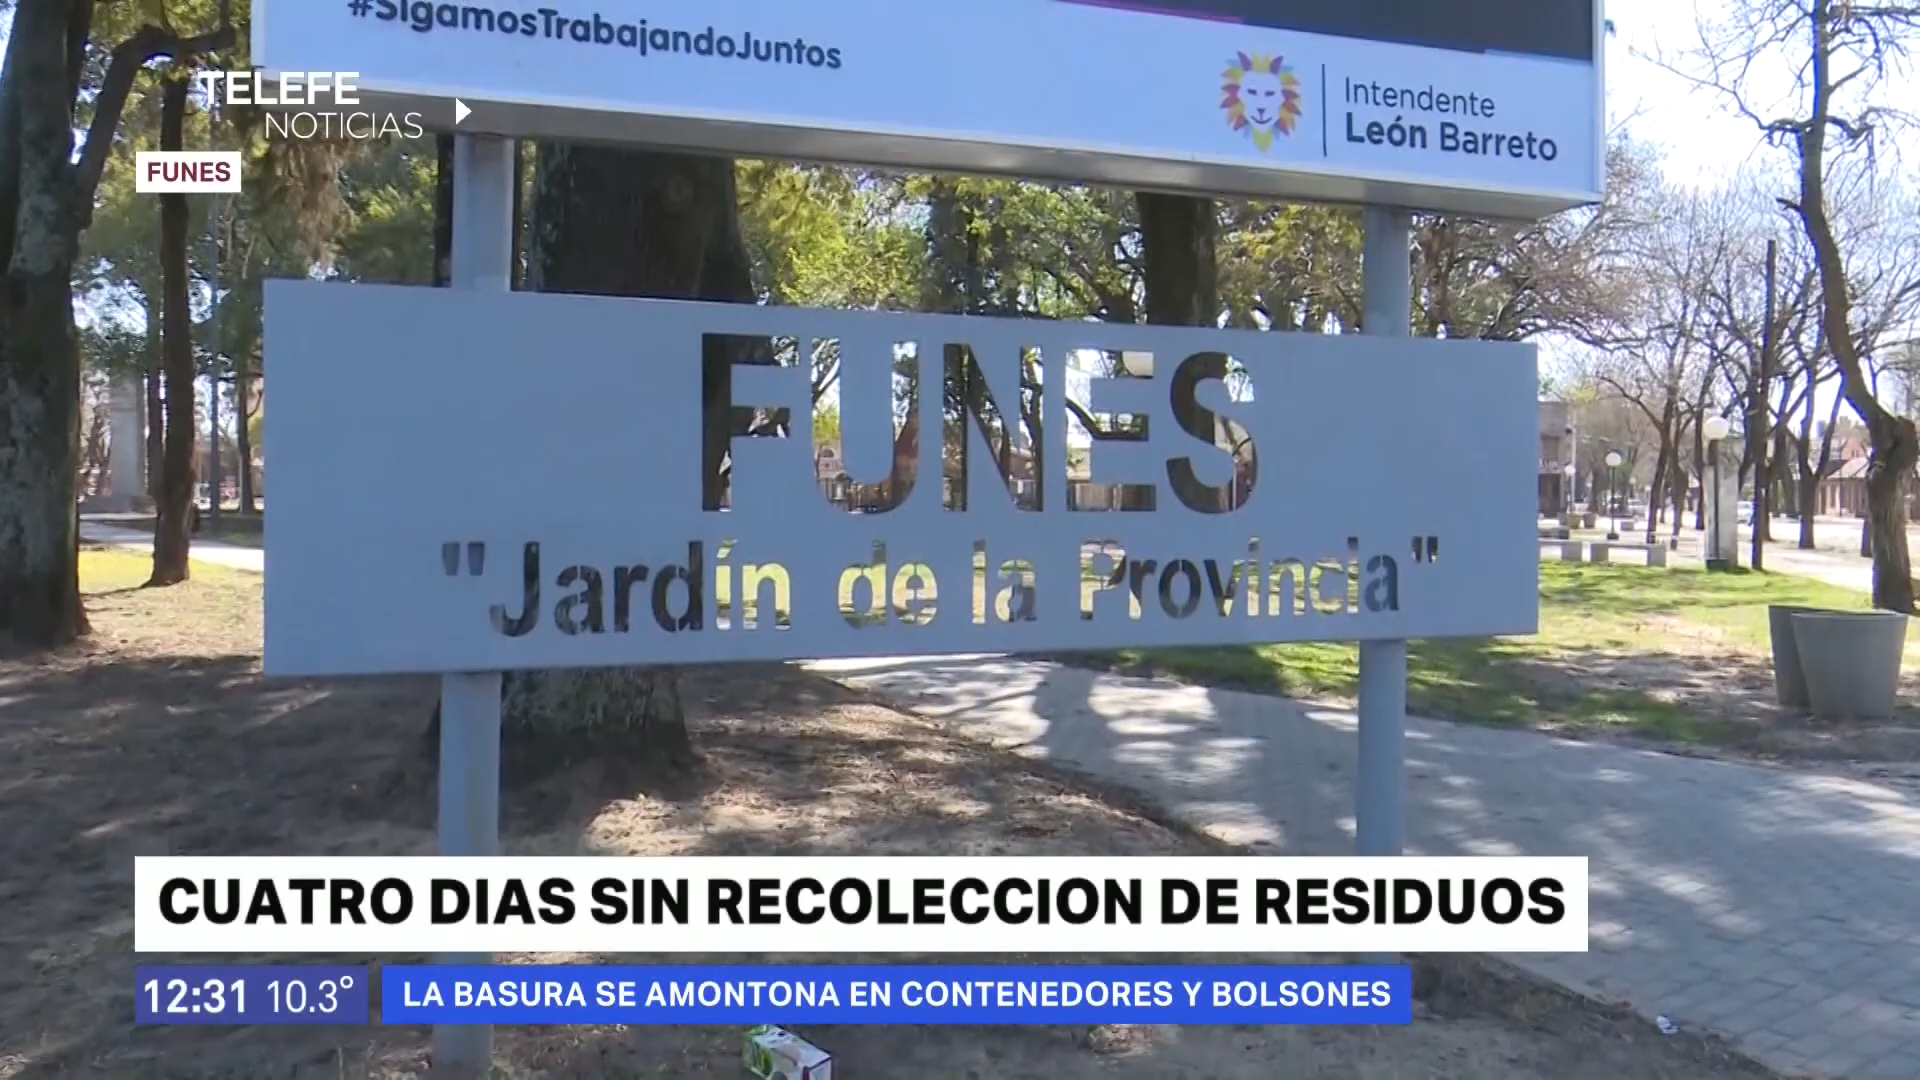 #SigamosTrabajandoJuntos
Intendente
León Barreto
TELEFE
NOTICIAS
FUNES
FUNES
"Jardín de la Provincia"
CUATRO DIAS SIN RECOLECCION DE RESIDUOS
12:31 10.3°
LA BASURA SE AMONTONA EN CONTENEDORES Y BOLSONES